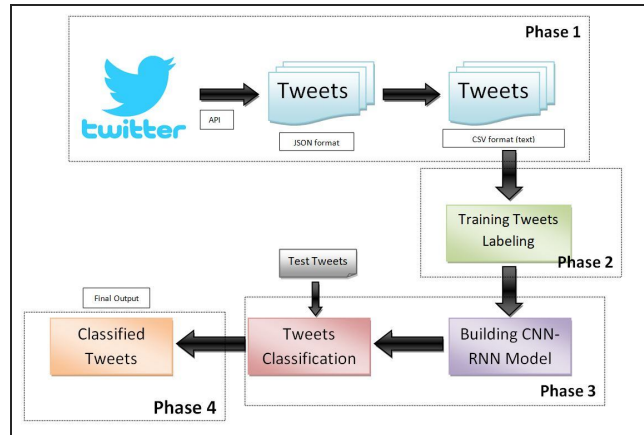 Phase 1
twitter
API
Tweets
JSON format
Tweets
CSV format (text)
Training Tweets
Labeling
Phase 2
Test Tweets
Final Output
Classified
Tweets
Tweets
Classification
Building CNN-
RNN Model
Phase 3
Phase 4